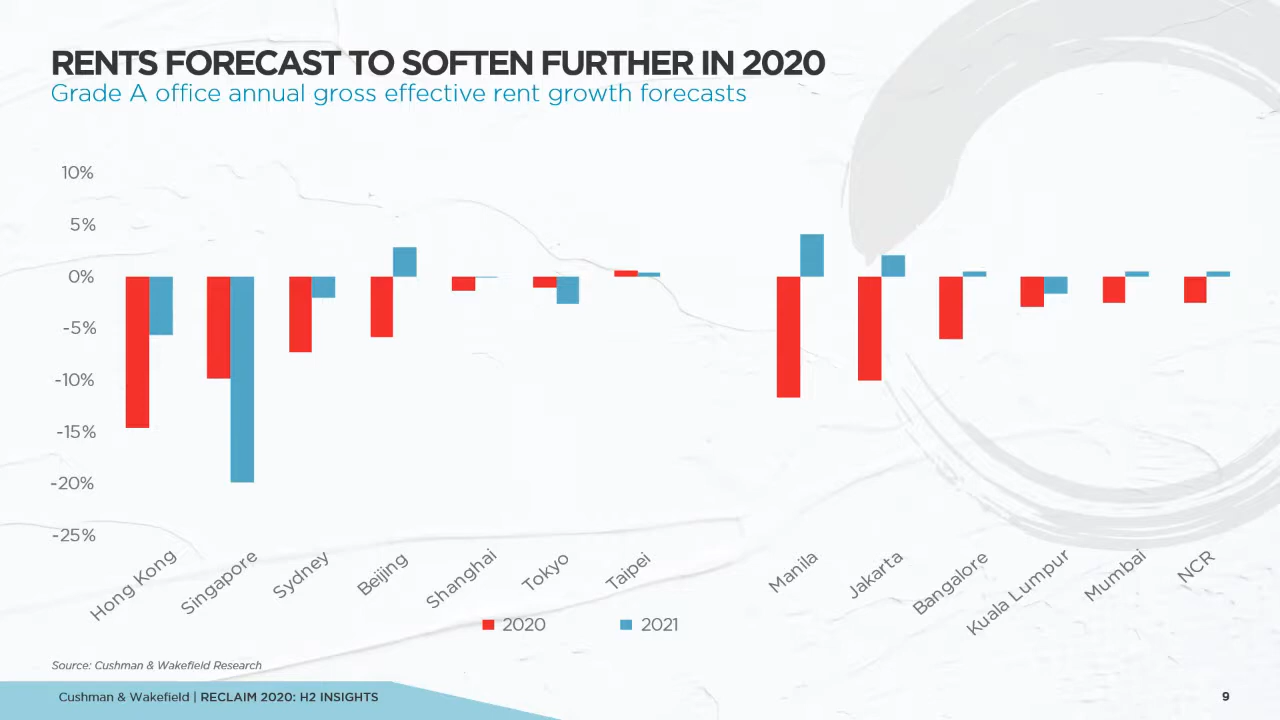 RENTS FORECAST TO SOFTEN FURTHER IN 2020
Grade A office annual gross effective rent growth forecasts
10%
5%
0%
-5%
-10%
-15%
-20%
-25%
Hong Kong
Singapore
Sydney
Beijing
Shanghai
Tokyo
Taipei
Manila
Jakarta
Bangalore
Kuala Lumpur
Mumbai
NCR
2020
2021
Source: Cushman & Wakefield Research
Cushman & Wakefield | RECLAIM 2020: H2 INSIGHTS
9